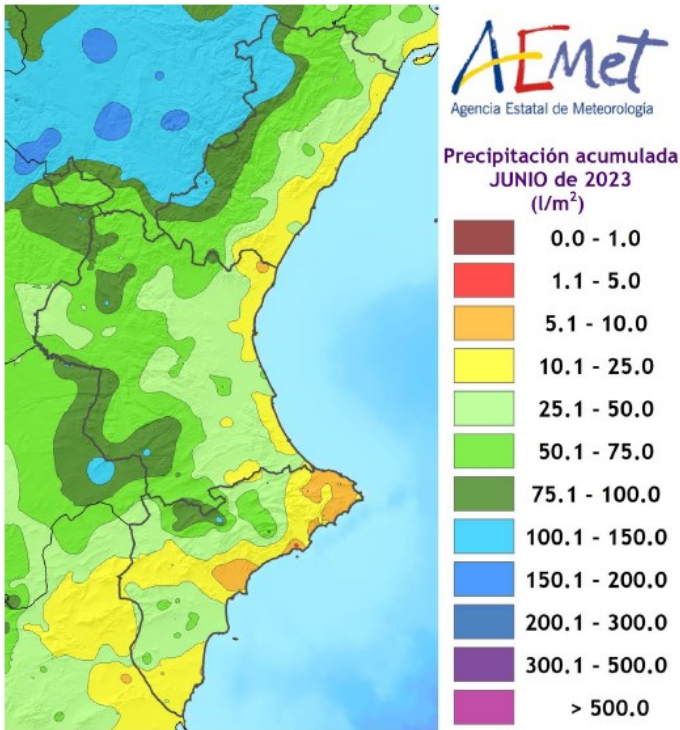 AEMet
Agencia Estatal de Meteorología
Precipitación acumulada
JUNIO de 2023
(l/m²)
0.0 - 1.0
1.1 - 5.0
5.1 - 10.0
10.1 - 25.0
25.1 - 50.0
50.1 - 75.0
75.1 - 100.0
100.1 - 150.0
150.1 - 200.0
200.1 - 300.0
300.1 - 500.0
> 500.0